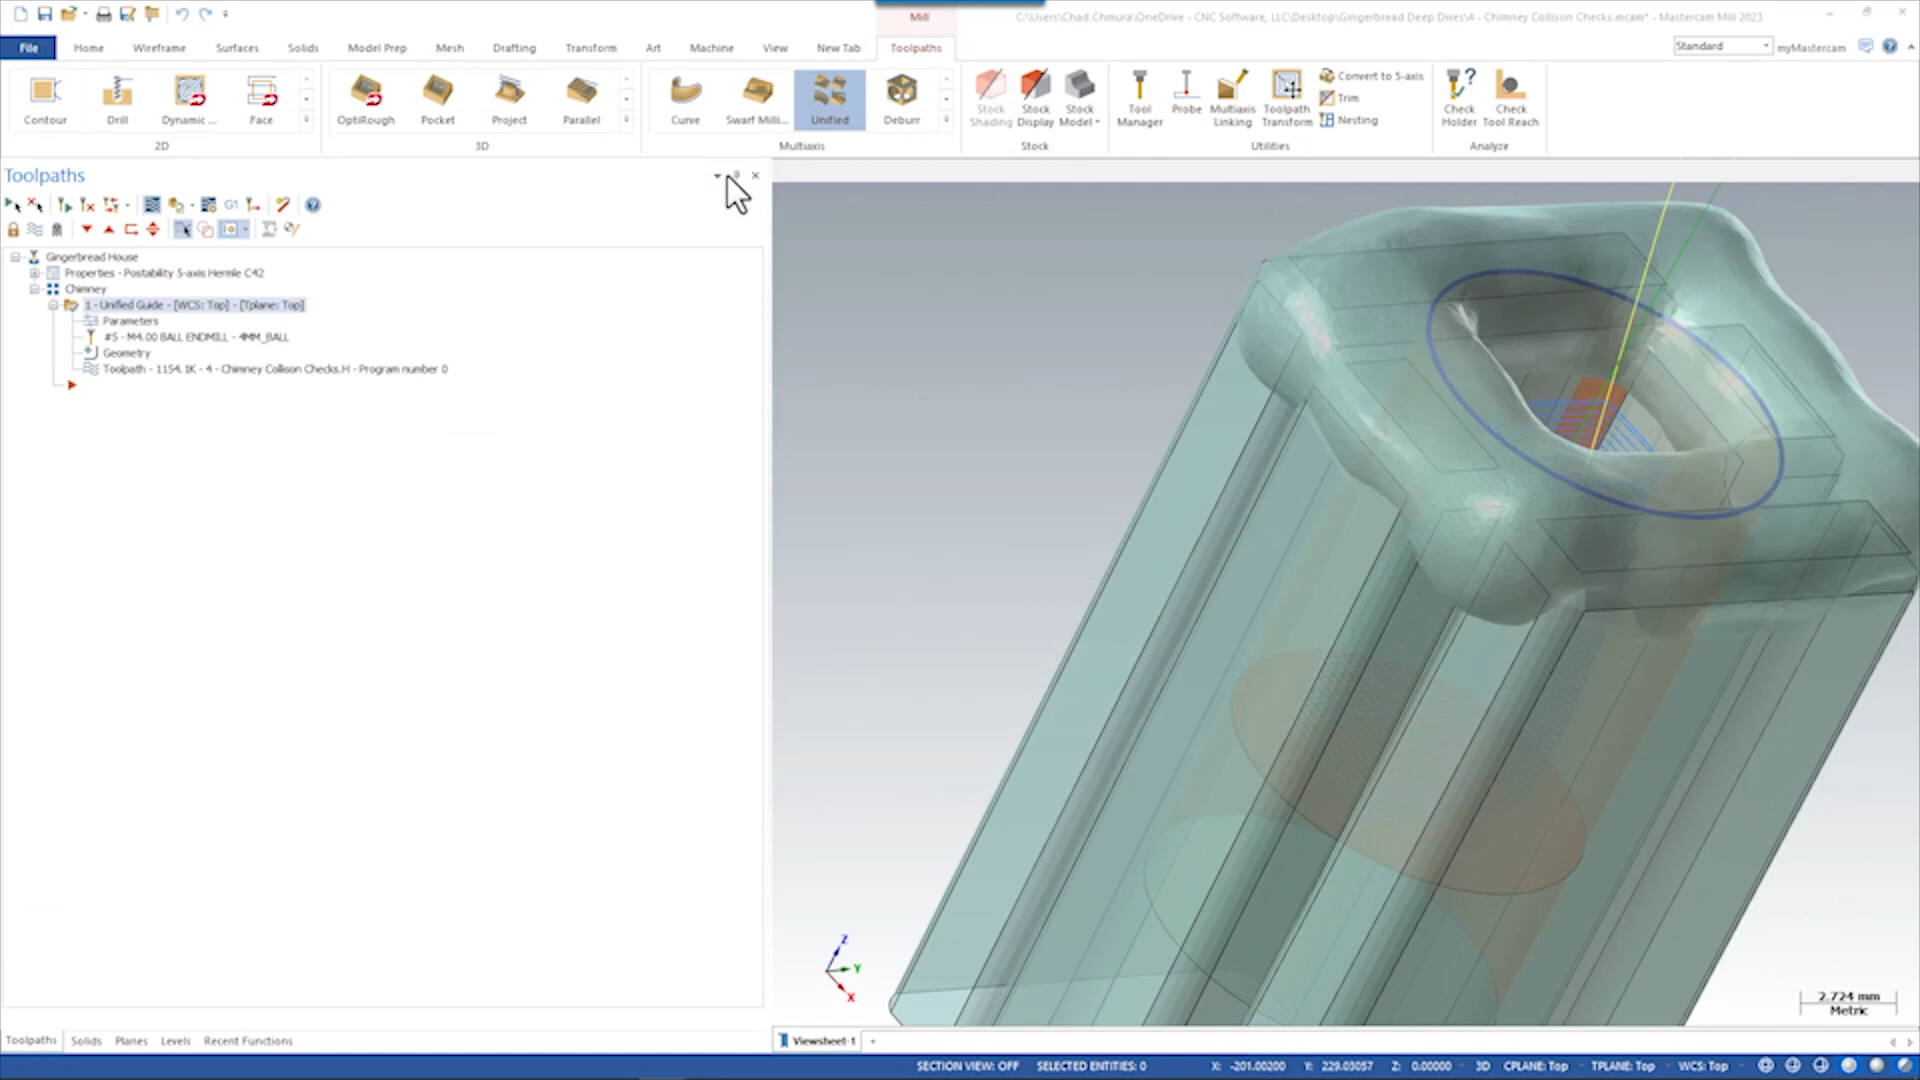 Mill
C:\Users\Chad.Chmura\OneDrive - CNC Software, LLC\Desktop\Gingerbread Deep Dives\4 - Chimney Collison Checks.mcam* - Mastercam Mill 2023
File Home Wireframe Surfaces Solids Model Prep Mesh Drafting Transform Art Machine View New Tab Toolpaths
Standard myMastercam
Contour Drill Dynamic ... Face
OptiRough Pocket Project Parallel
Curve Swarf Milli... Unified Deburr
Stock Shading Stock Display Stock Model
Tool Manager Probe Multiaxis Linking Toolpath Transform
Convert to 5-axis
Trim
Nesting
Check Holder Check Tool Reach
2D 3D Multiaxis Stock Utilities Analyze
Toolpaths
G1
Gingerbread House
Properties - Postability 5-axis Hermle C42
Chimney
1 - Unified Guide - [WCS: Top] - [Tplane: Top]
Parameters
#5 - M4.00 BALL ENDMILL - 4MM_BALL
Geometry
Toolpath - 1154.1K - 4 - Chimney Collison Checks.H - Program number 0
Z
Y
X
2.724 mm
Metric
Toolpaths Solids Planes Levels Recent Functions
Viewsheet-1 +
SECTION VIEW: OFF SELECTED ENTITIES: 0 X: -201.00200 Y: 229.03057 Z: 0.00000 3D CPLANE: Top TPLANE: Top WCS: Top